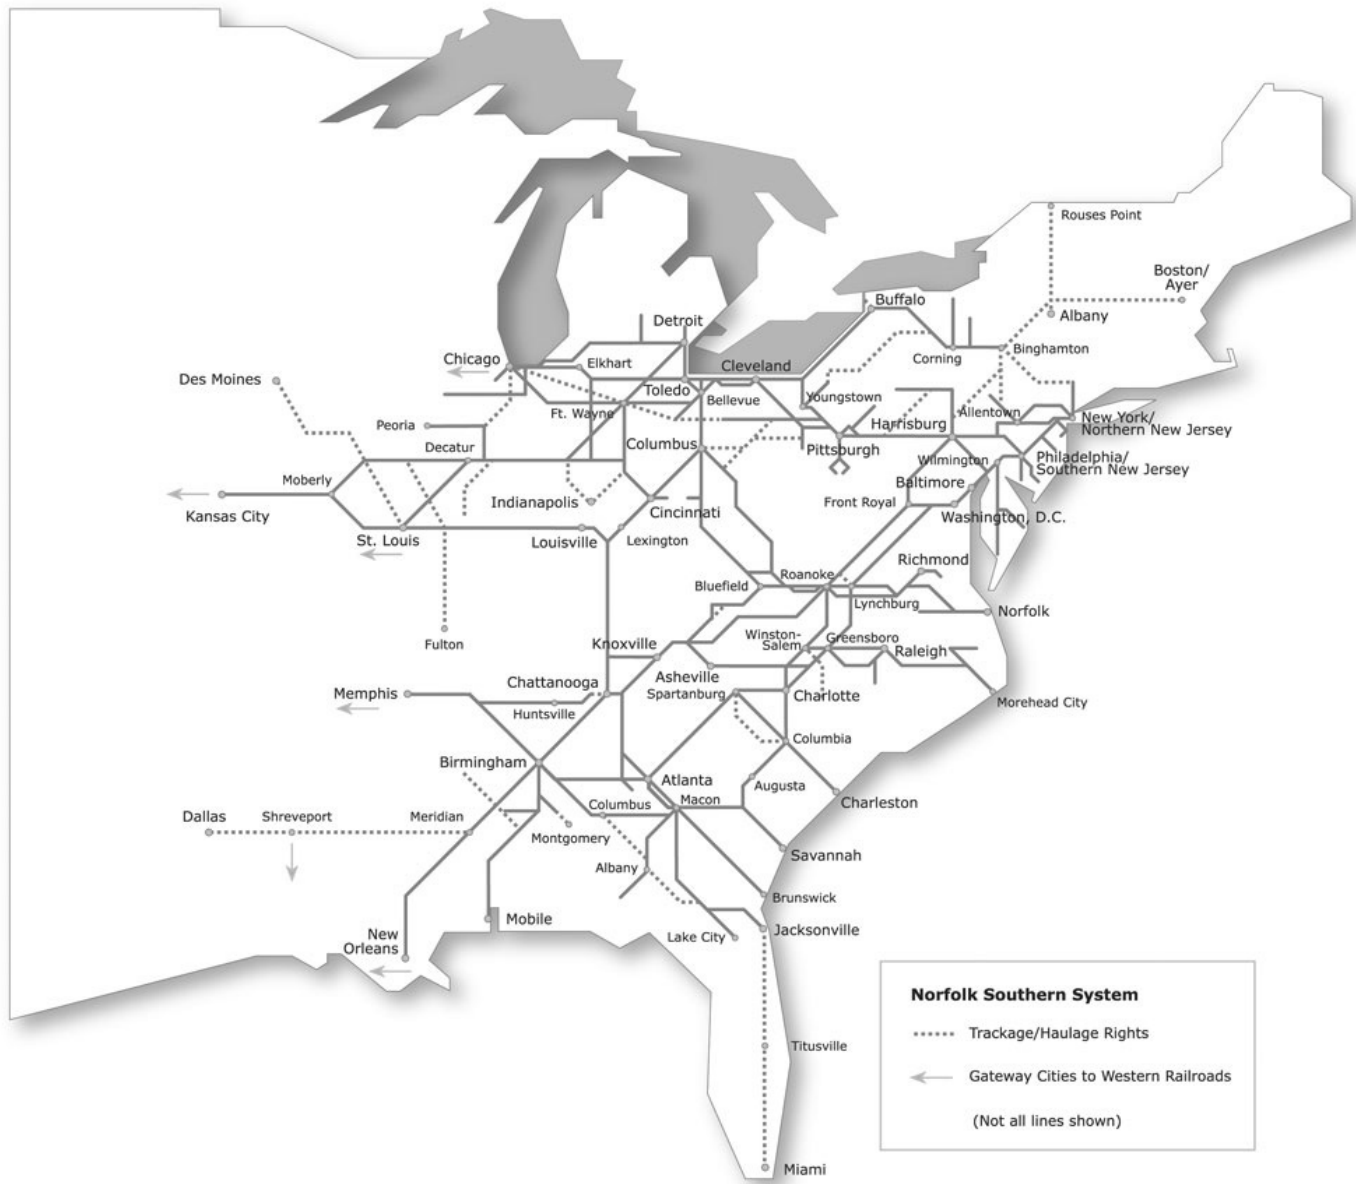 Rouses Point
Boston/
Ayer
Buffalo
Albany
Detroit
Corning
Binghamton
Chicago
Elkhart
Cleveland
Des Moines
Toledo
Bellevue
Youngstown
Ft. Wayne
Allentown
New York/
Northern New Jersey
Peoria
Harrisburg
Decatur
Columbus
Pittsburgh
Wilmington
Philadelphia/
Southern New Jersey
Moberly
Baltimore
Indianapolis
Cincinnati
Front Royal
Kansas City
Washington, D.C.
St. Louis
Louisville
Lexington
Richmond
Roanoke
Bluefield
Lynchburg
Norfolk
Fulton
Knoxville
Winston-
Salem
Greensboro
Raleigh
Asheville
Chattanooga
Memphis
Spartanburg
Charlotte
Morehead City
Huntsville
Columbia
Birmingham
Atlanta
Augusta
Charleston
Macon
Columbus
Dallas
Shreveport
Meridian
Montgomery
Savannah
Albany
Brunswick
Mobile
Lake City
Jacksonville
New
Orleans
Norfolk Southern System
Trackage/Haulage Rights
Titusville
Gateway Cities to Western Railroads
(Not all lines shown)
Miami